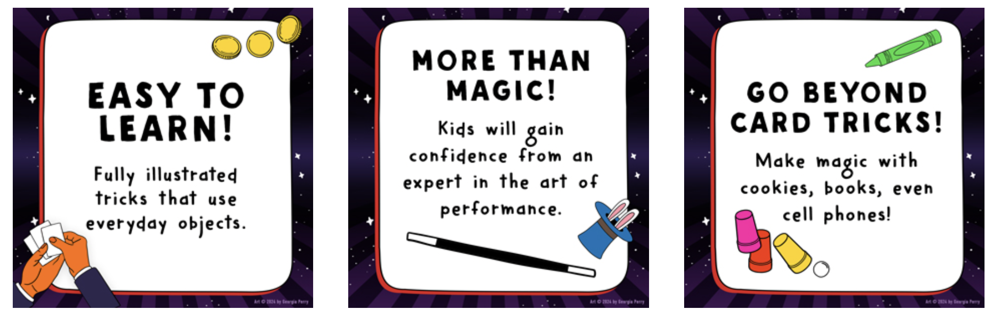 EASY TO
LEARN!
Fully illustrated
tricks that use
everyday objects.
Art © 2024 by Georgia Perry
MORE THAN
MAGIC!
Kids will gain
confidence from an
expert in the art of
performance.
Art © 2024 by Georgia Perry
GO BEYOND
CARD TRICKS!
Make magic with
cookies, books, even
cell phones!
Art © 2024 by Georgia Perry